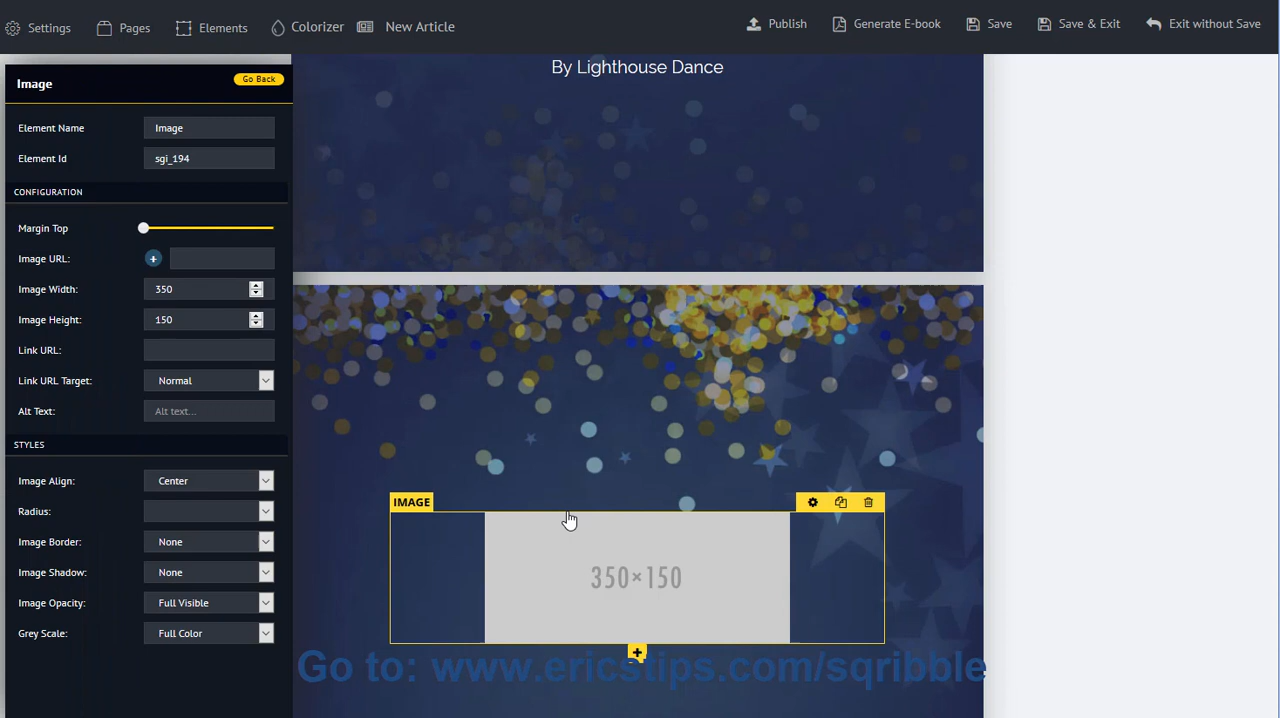 Settings
Pages
Elements
Colorizer
New Article
Publish
Generate E-book
Save
Save & Exit
Exit without Save
Image
Go Back
Element Name
Image
Element Id
sgi_194
CONFIGURATION
Margin Top
Image URL:
Image Width:
350
Image Height:
150
Link URL:
Link URL Target:
Normal
Alt Text:
Alt text...
STYLES
Image Align:
Center
Radius:
Image Border:
None
Image Shadow:
None
Image Opacity:
Full Visible
Grey Scale:
Full Color
By Lighthouse Dance
IMAGE
350×150
Go to: www.ericstips.com/sqribble